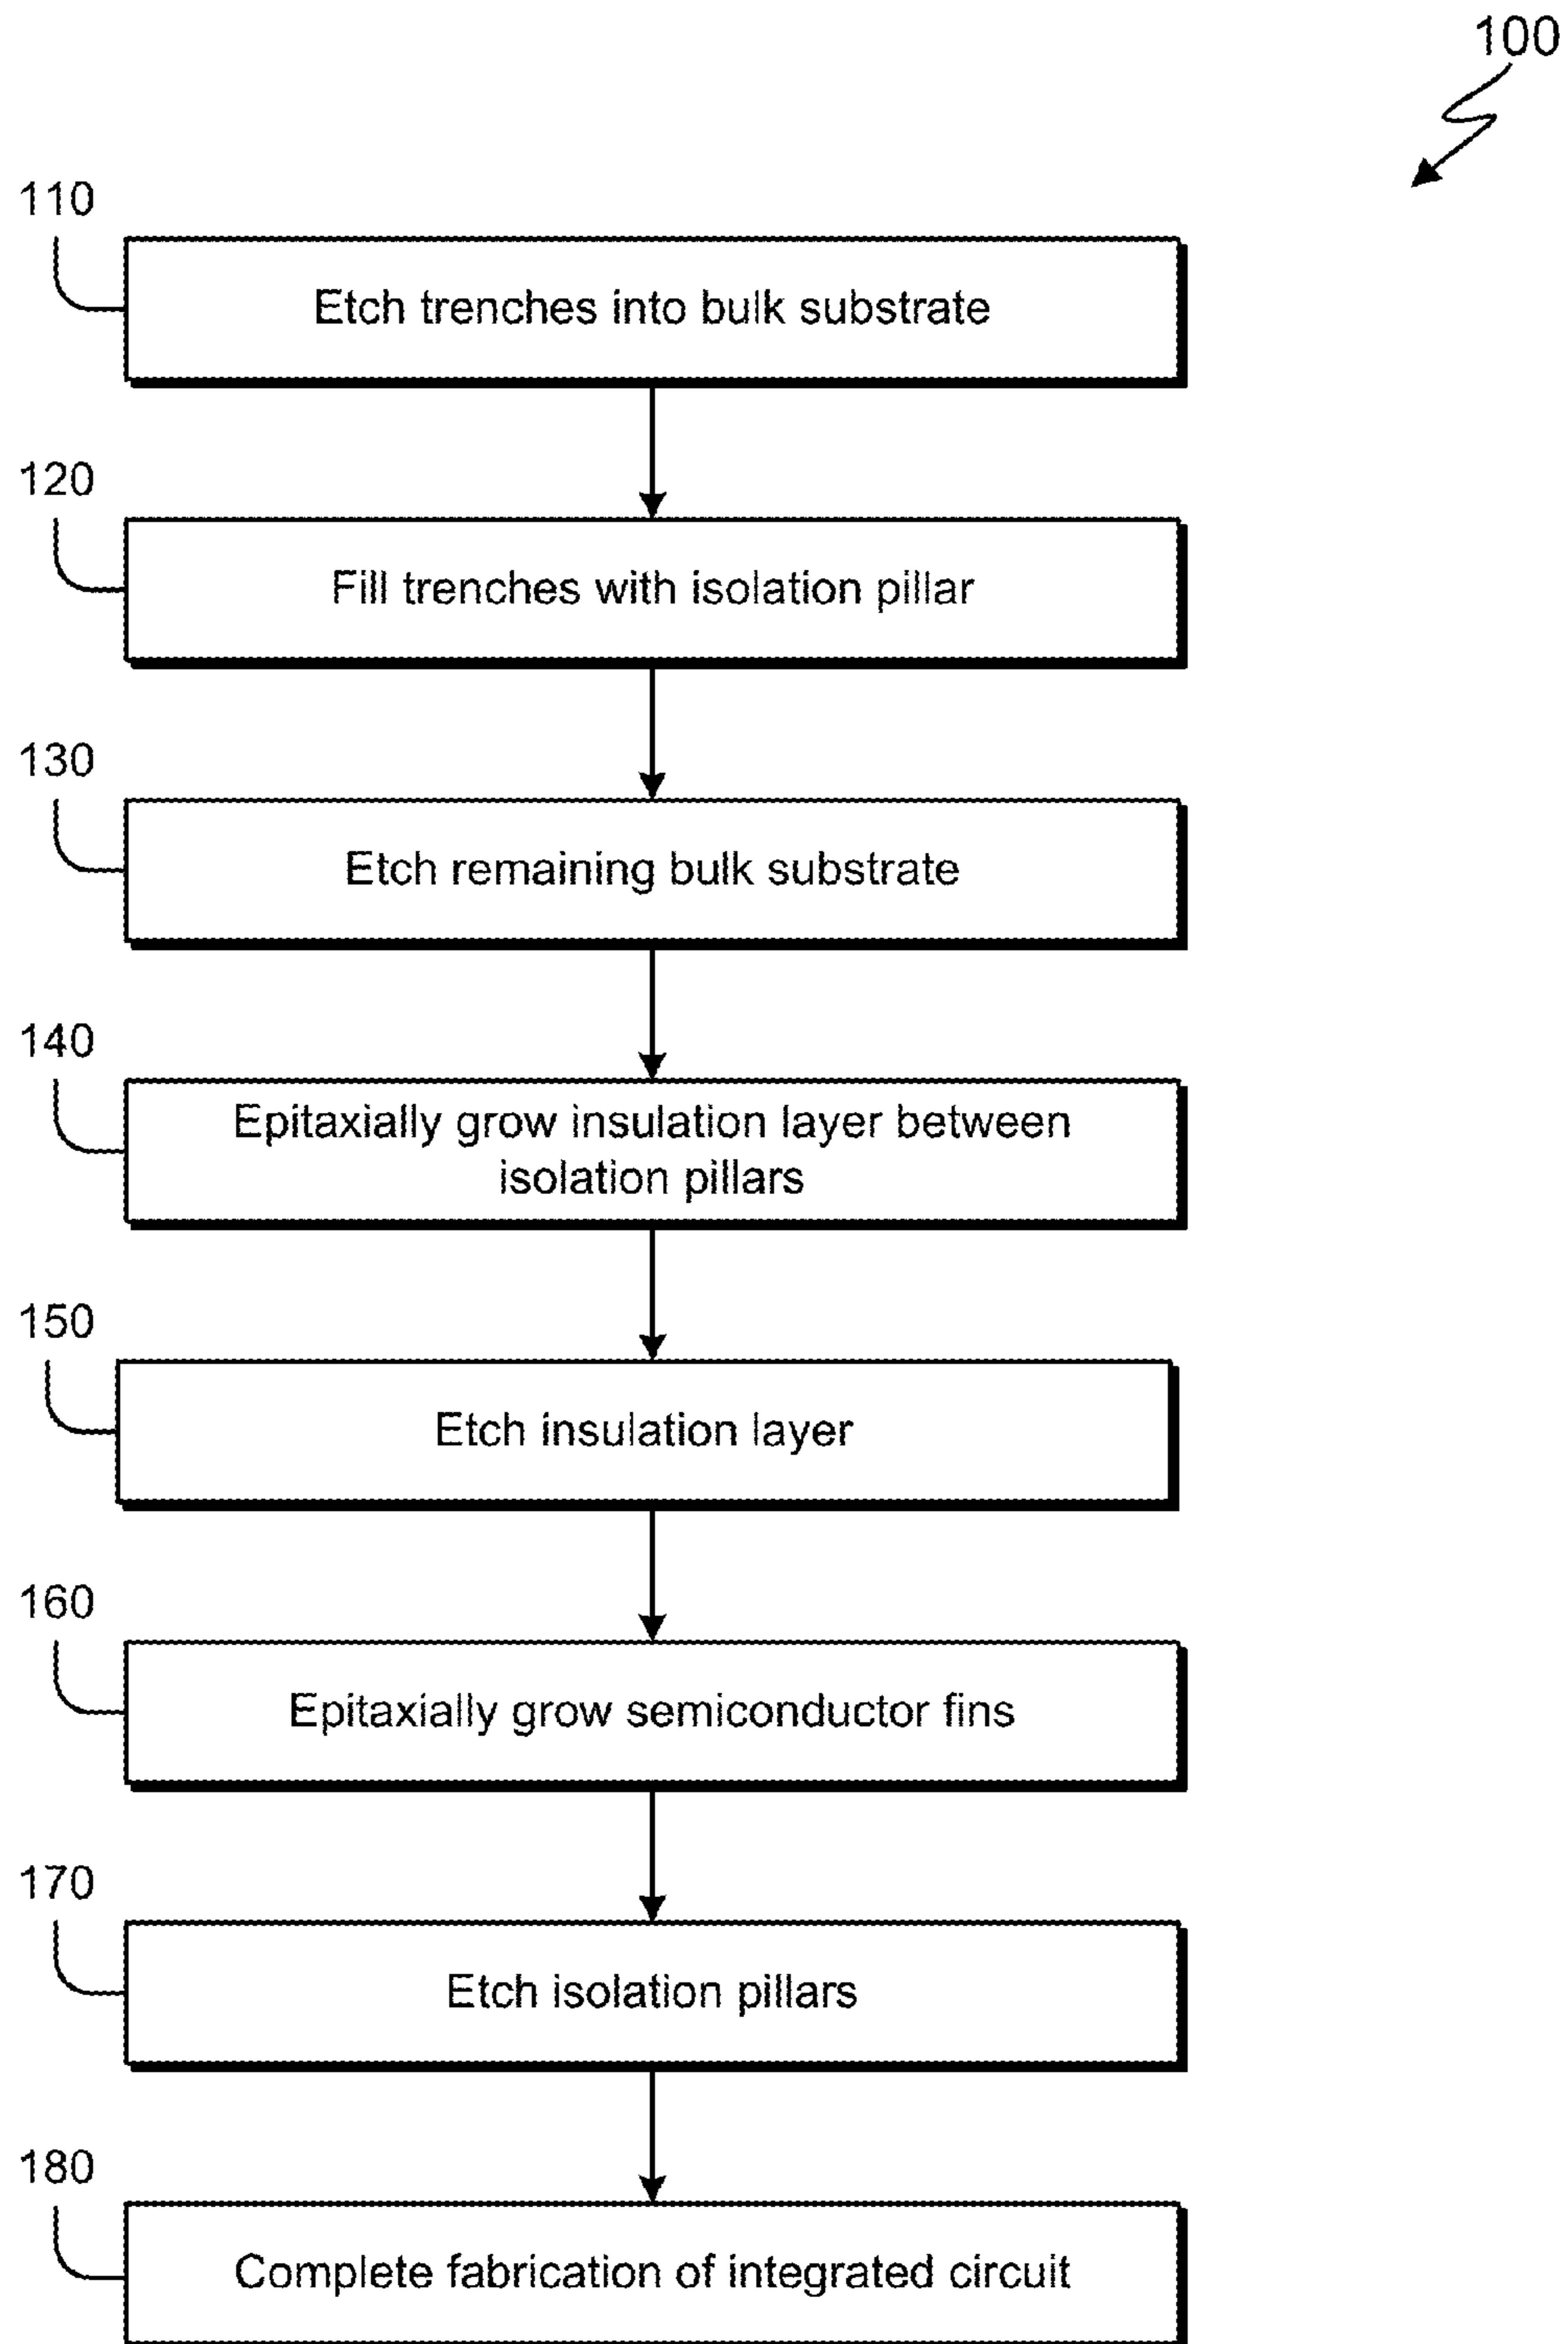 100
110
Etch trenches into bulk substrate
120
Fill trenches with isolation pillar
130
Etch remaining bulk substrate
140
Epitaxially grow insulation layer between
isolation pillars
150
Etch insulation layer
160
Epitaxially grow semiconductor fins
170
Etch isolation pillars
180
Complete fabrication of integrated circuit